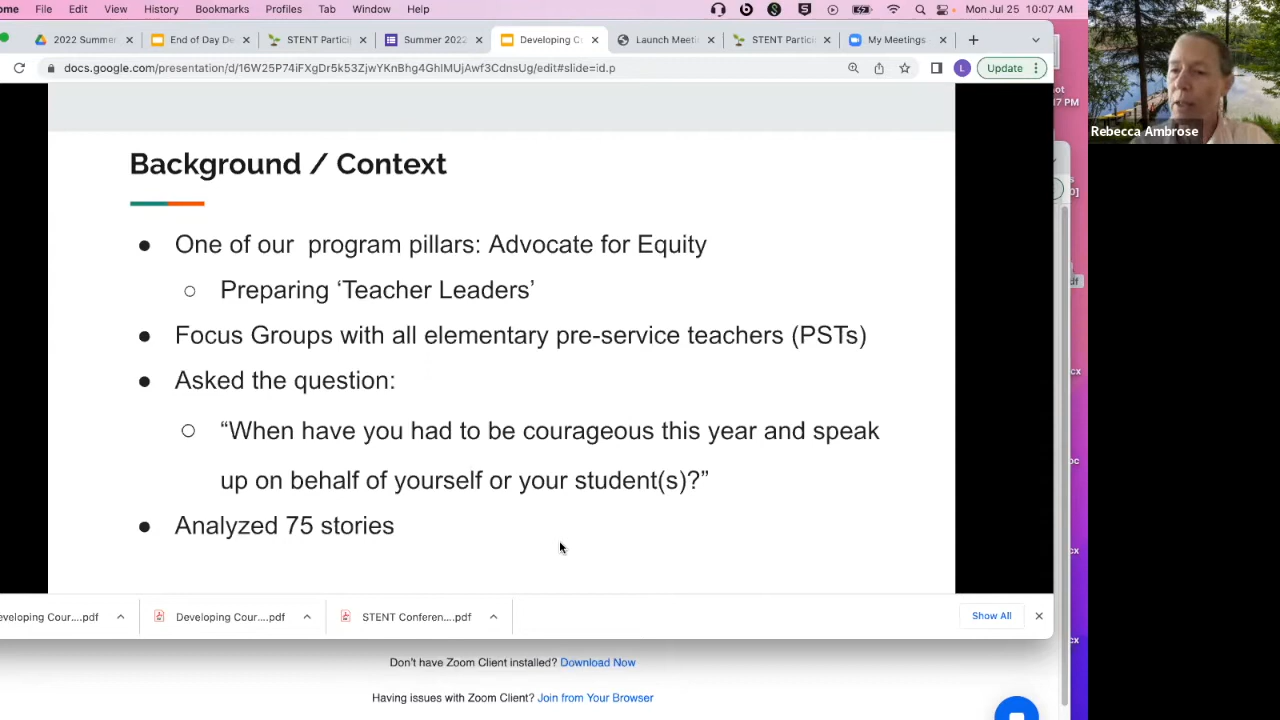 ome File Edit View History Bookmarks Profiles Tab Window Help Mon Jul 25 10:07 AM
2022 Summer End of Day De STENT Partici Summer 2022 Developing Co Launch Meeti STENT Partici My Meetings
docs.google.com/presentation/d/16W25P74iFXgDr5k53ZjwYKnBhg4GhIMUjAwf3CdnsUg/edit#slide=id.p L Update
ot
17 PM
Rebecca Ambrose
Background / Context
● One of our program pillars: Advocate for Equity
○ Preparing ‘Teacher Leaders’
● Focus Groups with all elementary pre-service teachers (PSTs)
● Asked the question:
○ “When have you had to be courageous this year and speak
up on behalf of yourself or your student(s)?”
● Analyzed 75 stories
eveloping Cour....pdf Developing Cour....pdf STENT Conferen....pdf Show All
Don't have Zoom Client installed? Download Now
Having issues with Zoom Client? Join from Your Browser